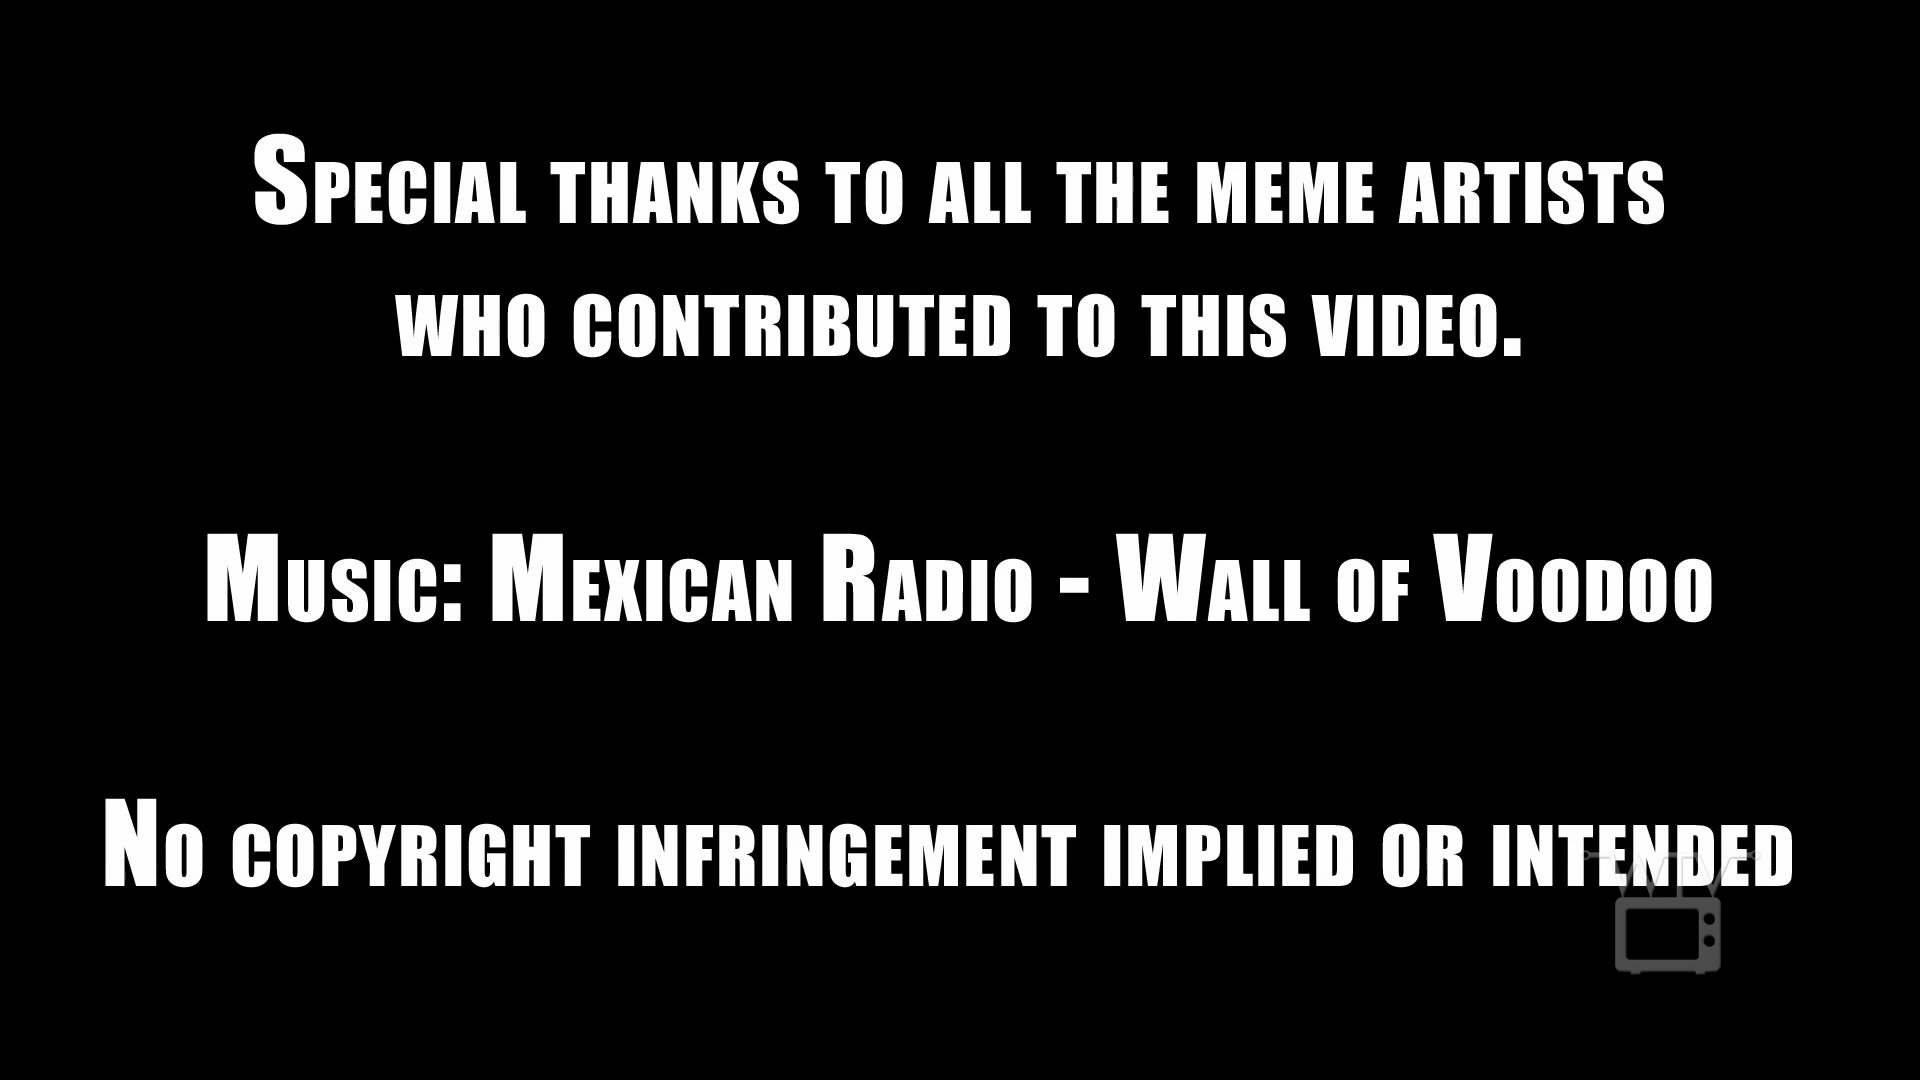 Special thanks to all the meme artists
who contributed to this video.
Music: Mexican Radio - Wall of Voodoo
No copyright infringement implied or intended